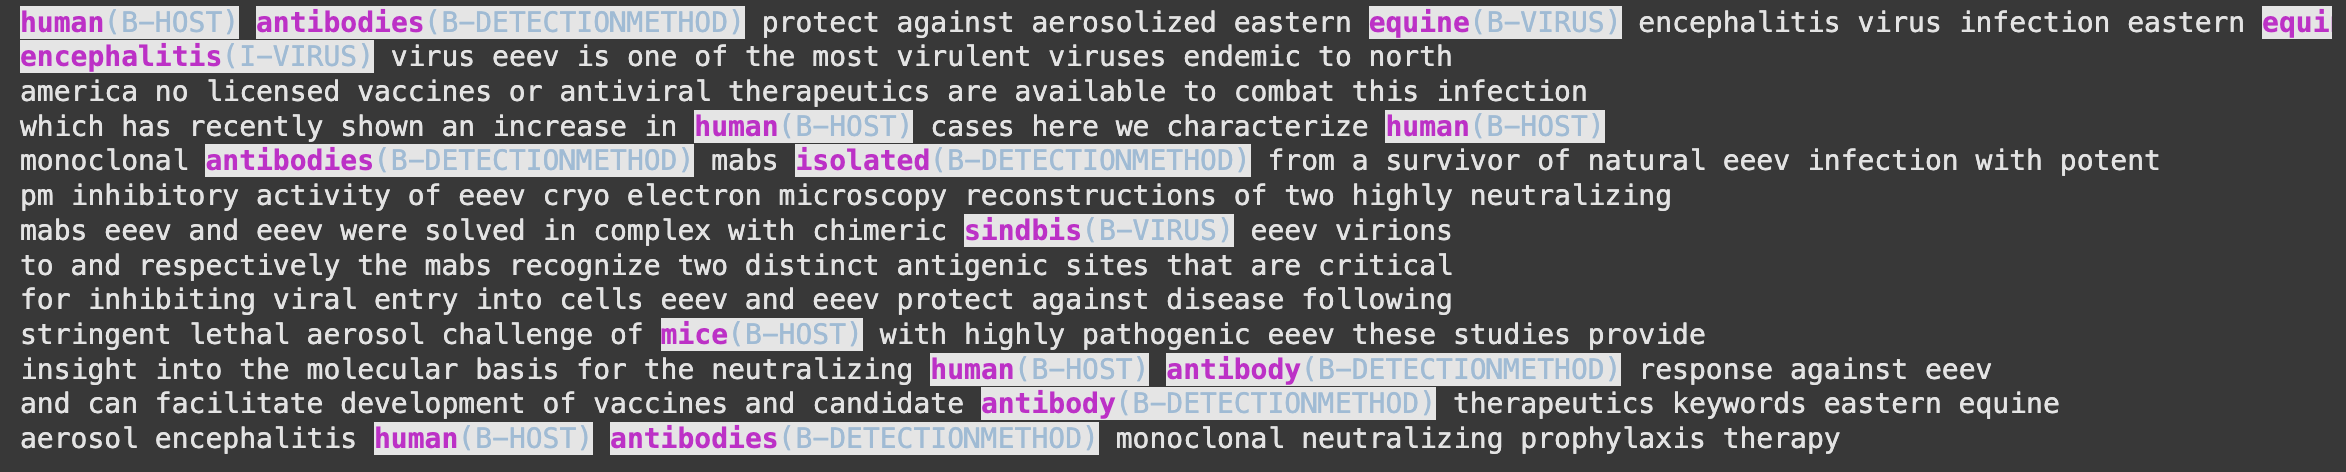 human(B-HOST) antibodies(B-DETECTIONMETHOD) protect against aerosolized eastern equine(B-VIRUS) encephalitis virus infection eastern equi
encephalitis(I-VIRUS) virus eeev is one of the most virulent viruses endemic to north
america no licensed vaccines or antiviral therapeutics are available to combat this infection
which has recently shown an increase in human(B-HOST) cases here we characterize human(B-HOST)
monoclonal antibodies(B-DETECTIONMETHOD) mabs isolated(B-DETECTIONMETHOD) from a survivor of natural eeev infection with potent
pm inhibitory activity of eeev cryo electron microscopy reconstructions of two highly neutralizing
mabs eeev and eeev were solved in complex with chimeric sindbis(B-VIRUS) eeev virions
to and respectively the mabs recognize two distinct antigenic sites that are critical
for inhibiting viral entry into cells eeev and eeev protect against disease following
stringent lethal aerosol challenge of mice(B-HOST) with highly pathogenic eeev these studies provide
insight into the molecular basis for the neutralizing human(B-HOST) antibody(B-DETECTIONMETHOD) response against eeev
and can facilitate development of vaccines and candidate antibody(B-DETECTIONMETHOD) therapeutics keywords eastern equine
aerosol encephalitis human(B-HOST) antibodies(B-DETECTIONMETHOD) monoclonal neutralizing prophylaxis therapy